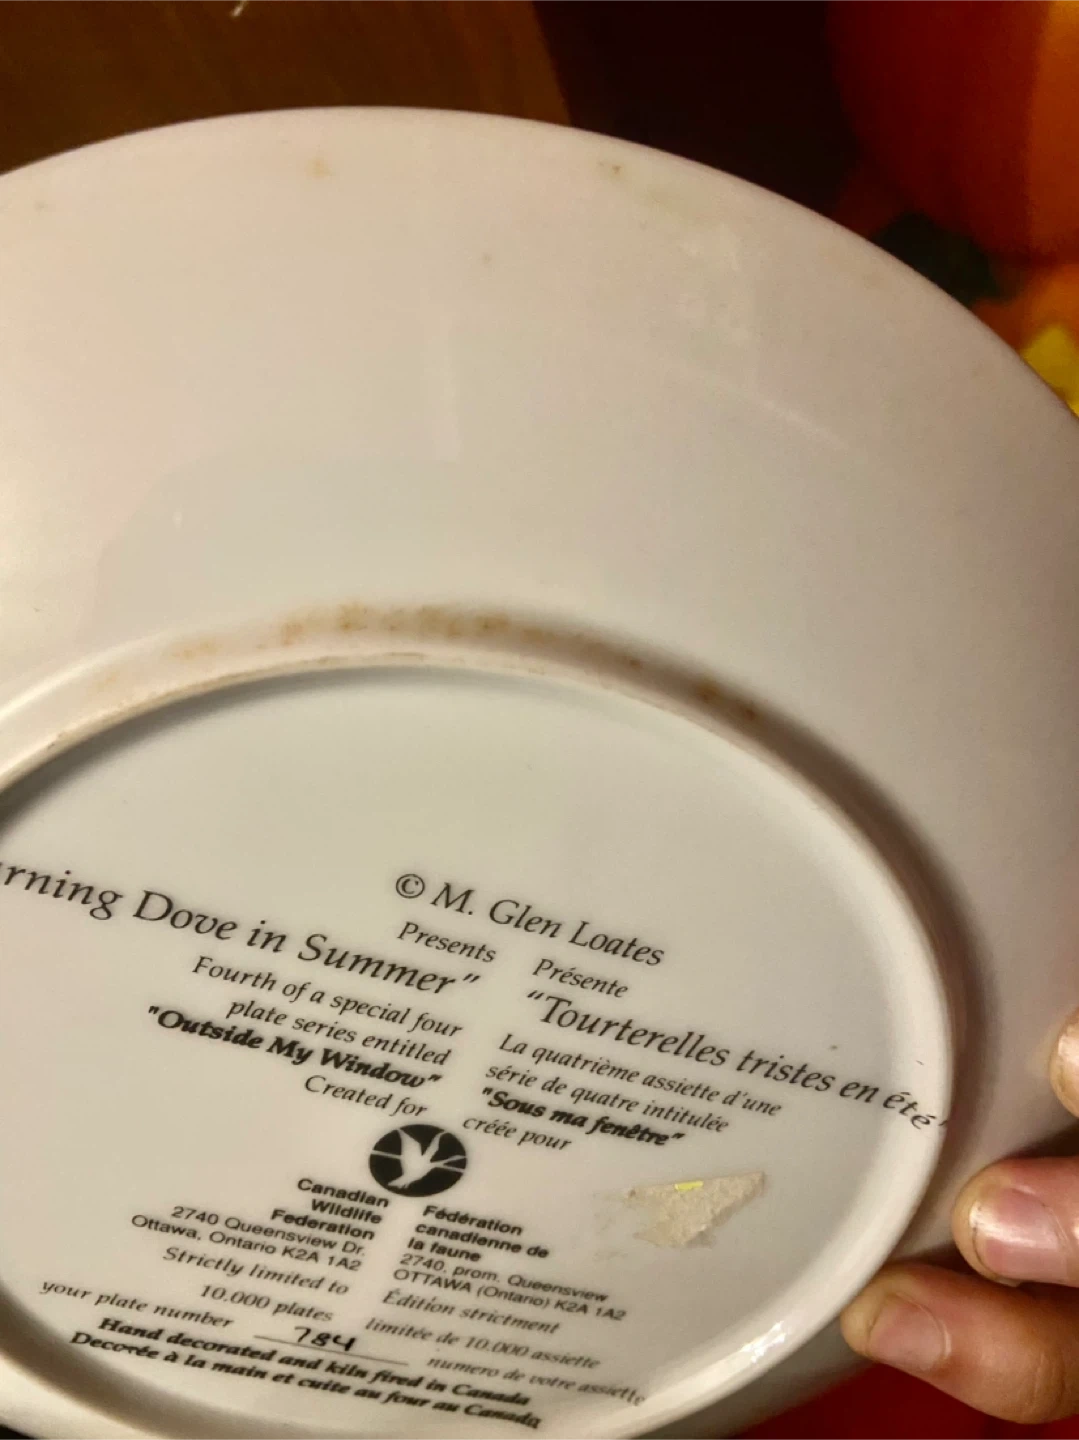 © M. Glen Loates
Presents
Dove in Summer”
Fourth of a special four
plate series entitled
"Outside My Window"
Created for
Présente
“Tourterelles tristes en été
La quatrième assiette d'une
série de quatre intitulée
"Sous ma fenêtre"
créée pour
Canadian
Wildlife
Federation
2740 Queensview Dr.
Ottawa, Ontario K2A 1A2
Fédération
canadienne de
la faune
2740, prom. Queensview
OTTAWA (Ontario) K2A 1A2
Strictly limited to
10.000 plates
your plate number
784
Édition strictment
limitée de 10.000 assiette
numero de votre assiette
Hand decorated and kiln fired in Canada
Decorée à la main et cuite au four au Canada